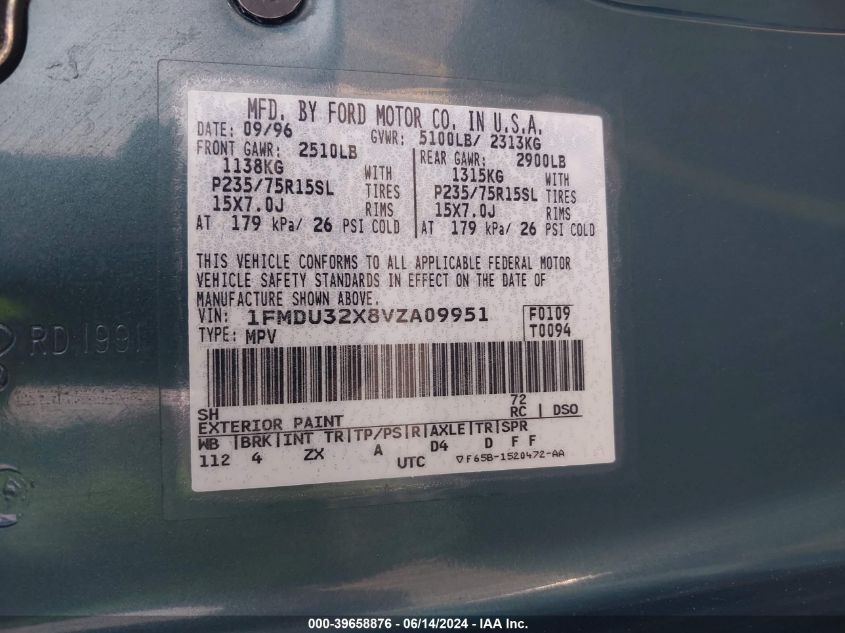 MFD. BY FORD MOTOR CO. IN U.S.A.
DATE: 09/96 GVWR: 5100LB/ 2313KG
FRONT GAWR: 2510LB REAR GAWR: 2900LB
1138KG WITH 1315KG WITH
P235/75R15SL TIRES P235/75R15SL TIRES
15X7.0J RIMS 15X7.0J RIMS
AT 179 kPa/ 26 PSI COLD AT 179 kPa/ 26 PSI COLD
THIS VEHICLE CONFORMS TO ALL APPLICABLE FEDERAL MOTOR
VEHICLE SAFETY STANDARDS IN EFFECT ON THE DATE OF
MANUFACTURE SHOWN ABOVE.
VIN: 1FMDU32X8VZA09951 F0109
TYPE: MPV T0094
SH 72
EXTERIOR PAINT RC DSO
WB BRK INT TR TP/PS R AXLE TR SPR
112 4 ZX A D4 D F F
UTC ▽F65B-1520472-AA
RD:1991
000-39658876 - 06/14/2024 - IAA Inc.